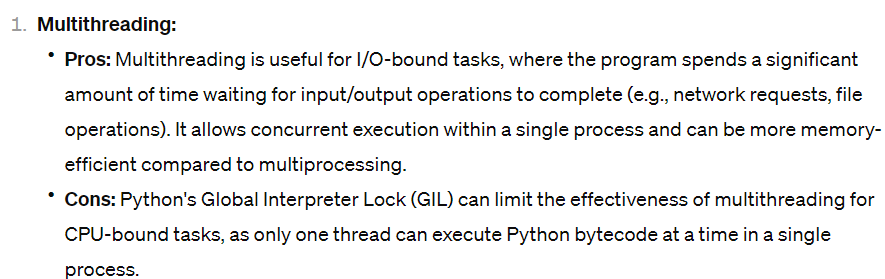 1. Multithreading:
• Pros: Multithreading is useful for I/O-bound tasks, where the program spends a significant
amount of time waiting for input/output operations to complete (e.g., network requests, file
operations). It allows concurrent execution within a single process and can be more memory-
efficient compared to multiprocessing.
• Cons: Python's Global Interpreter Lock (GIL) can limit the effectiveness of multithreading for
CPU-bound tasks, as only one thread can execute Python bytecode at a time in a single
process.